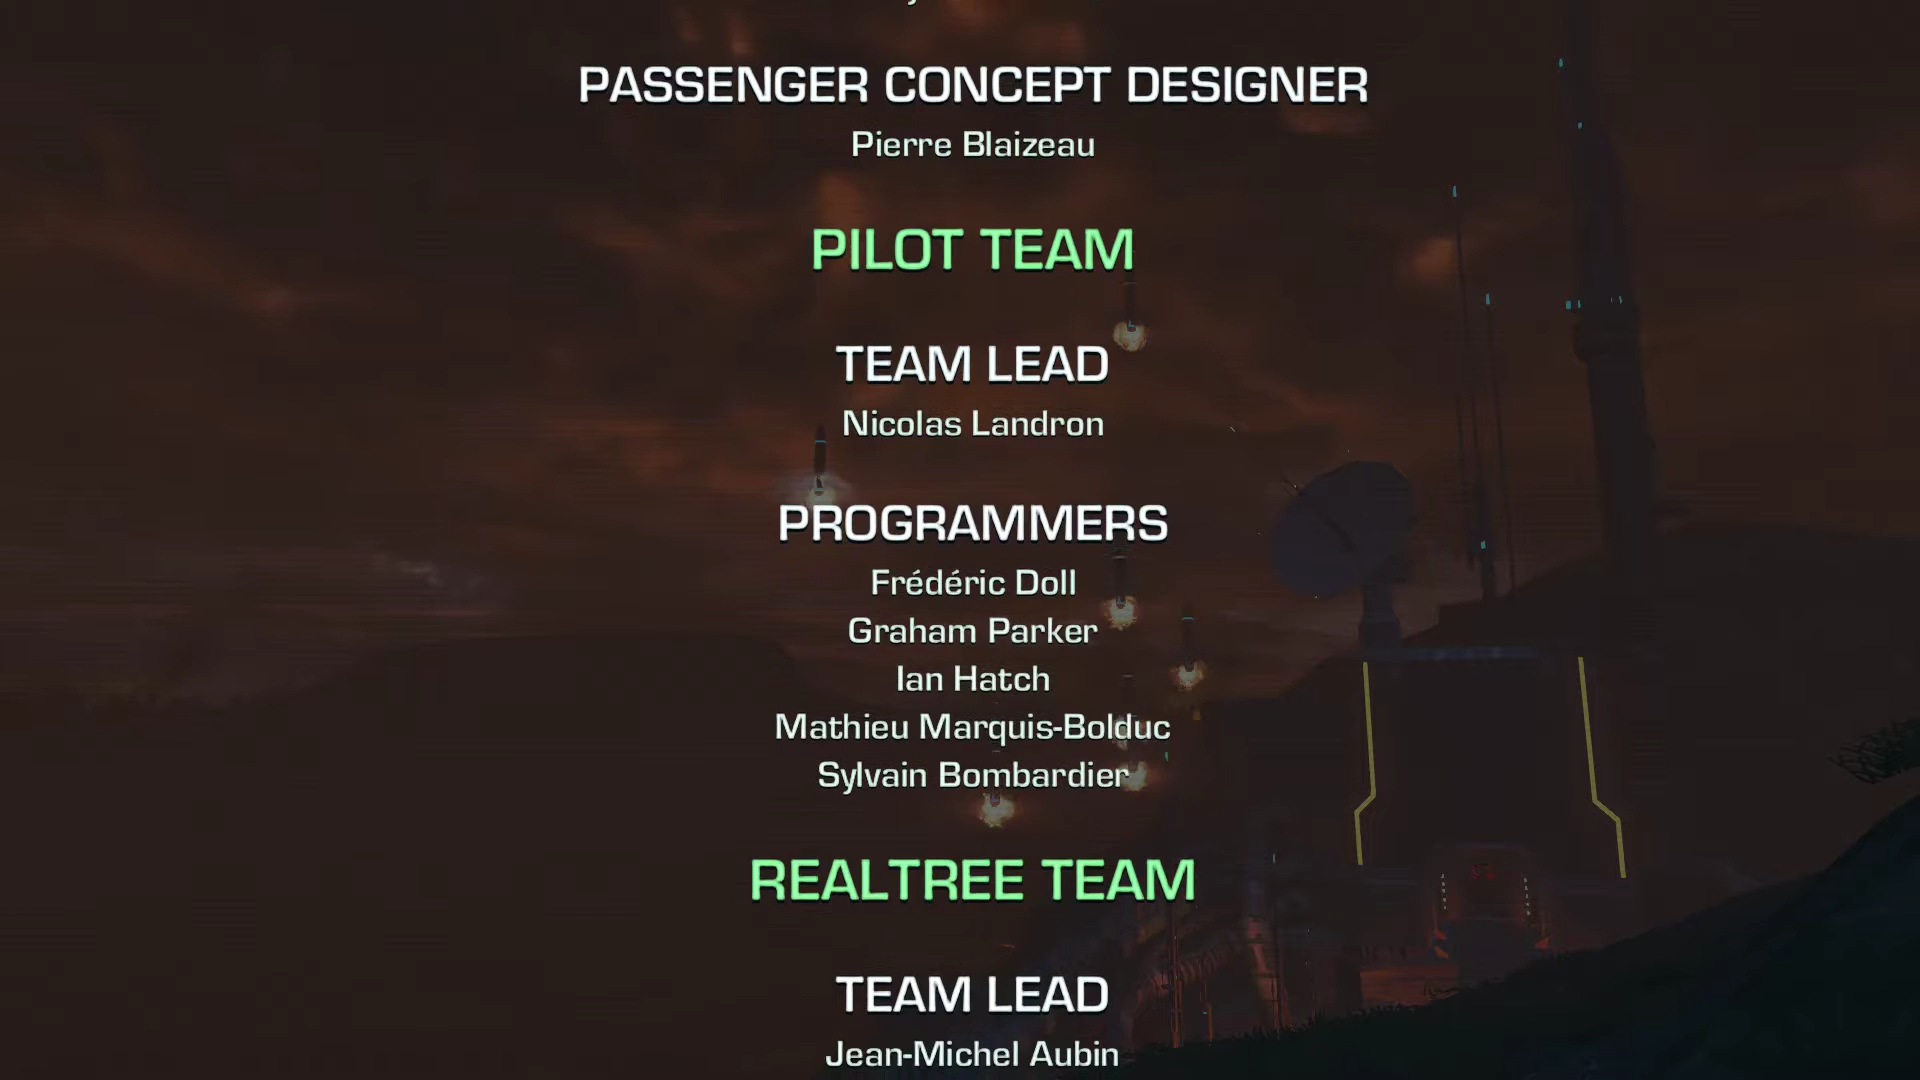 PASSENGER CONCEPT DESIGNER
Pierre Blaizeau
PILOT TEAM
TEAM LEAD
Nicolas Landron
PROGRAMMERS
Frédéric Doll
Graham Parker
Ian Hatch
Mathieu Marquis-Bolduc
Sylvain Bombardier
REALTREE TEAM
TEAM LEAD
Jean-Michel Aubin